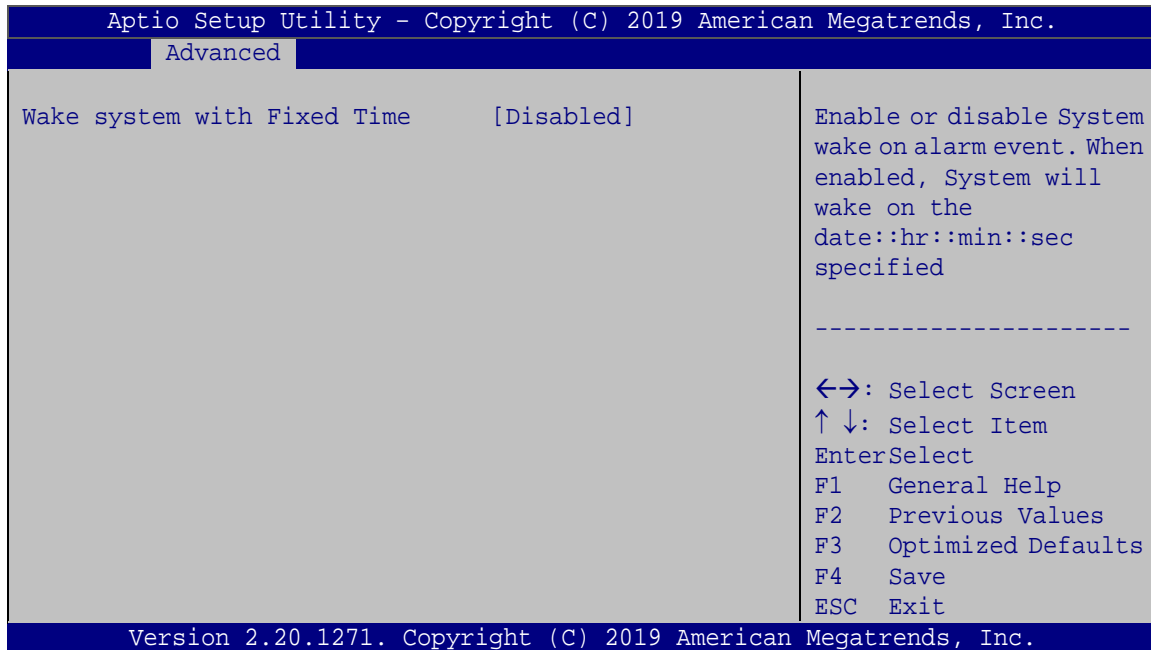 Aptio Setup Utility – Copyright (C) 2019 American Megatrends, Inc.
Advanced
Wake system with Fixed Time [Disabled]
Enable or disable System
wake on alarm event. When
enabled, System will
wake on the
date::hr::min::sec
specified
----------------------
←→: Select Screen
↑ ↓: Select Item
EnterSelect
F1 General Help
F2 Previous Values
F3 Optimized Defaults
F4 Save
ESC Exit
Version 2.20.1271. Copyright (C) 2019 American Megatrends, Inc.